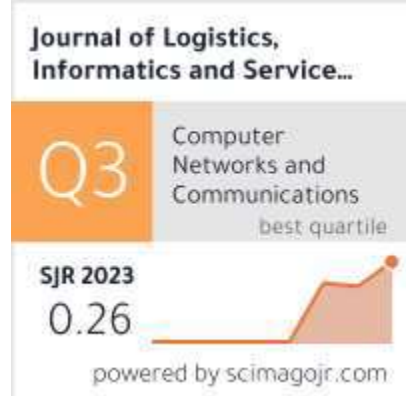 Journal of Logistics,
Informatics and Service...
Q3
Computer
Networks and
Communications
best quartile
SJR 2023
0.26
powered by scimagojr.com